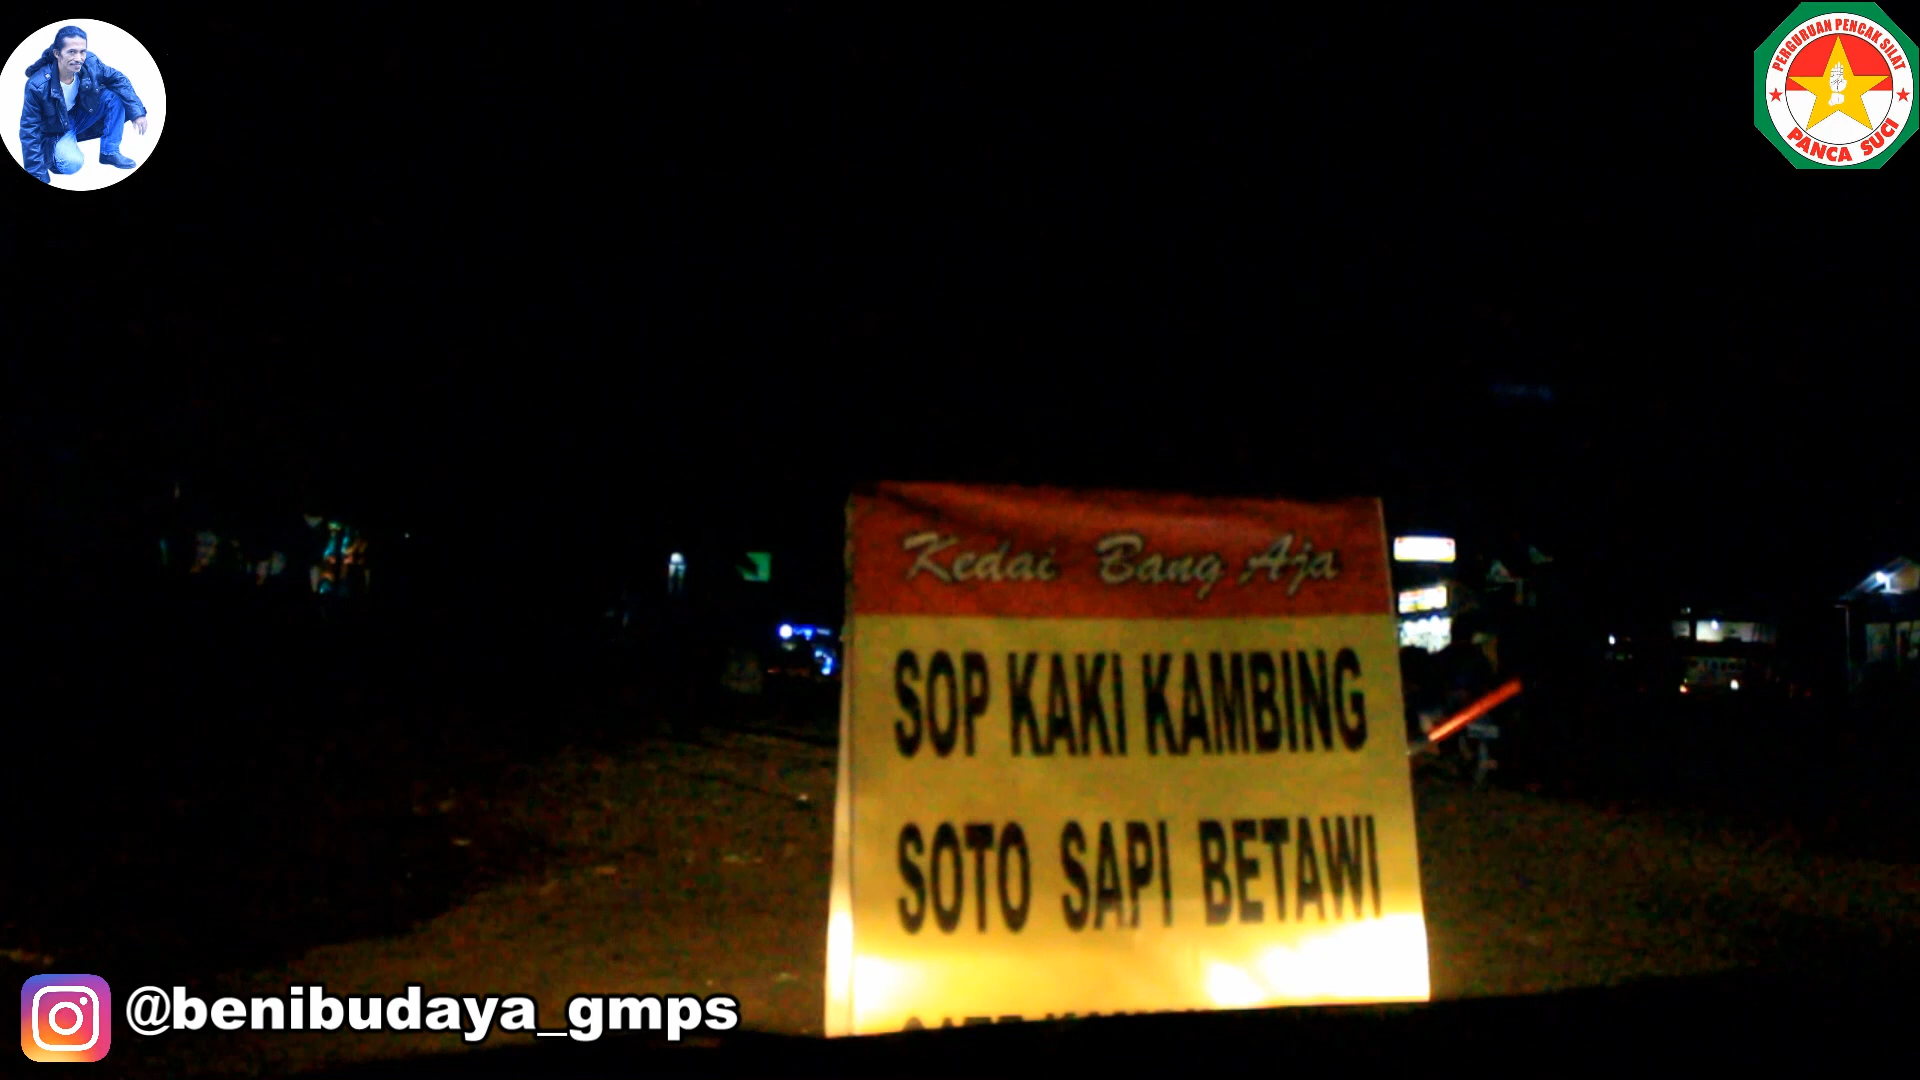 PERGURUAN PENCAK SILAT
PANCA SUCI
Kedai Bang Aja
SOP KAKI KAMBING
SOTO SAPI BETAWI
@benibudaya_gmps